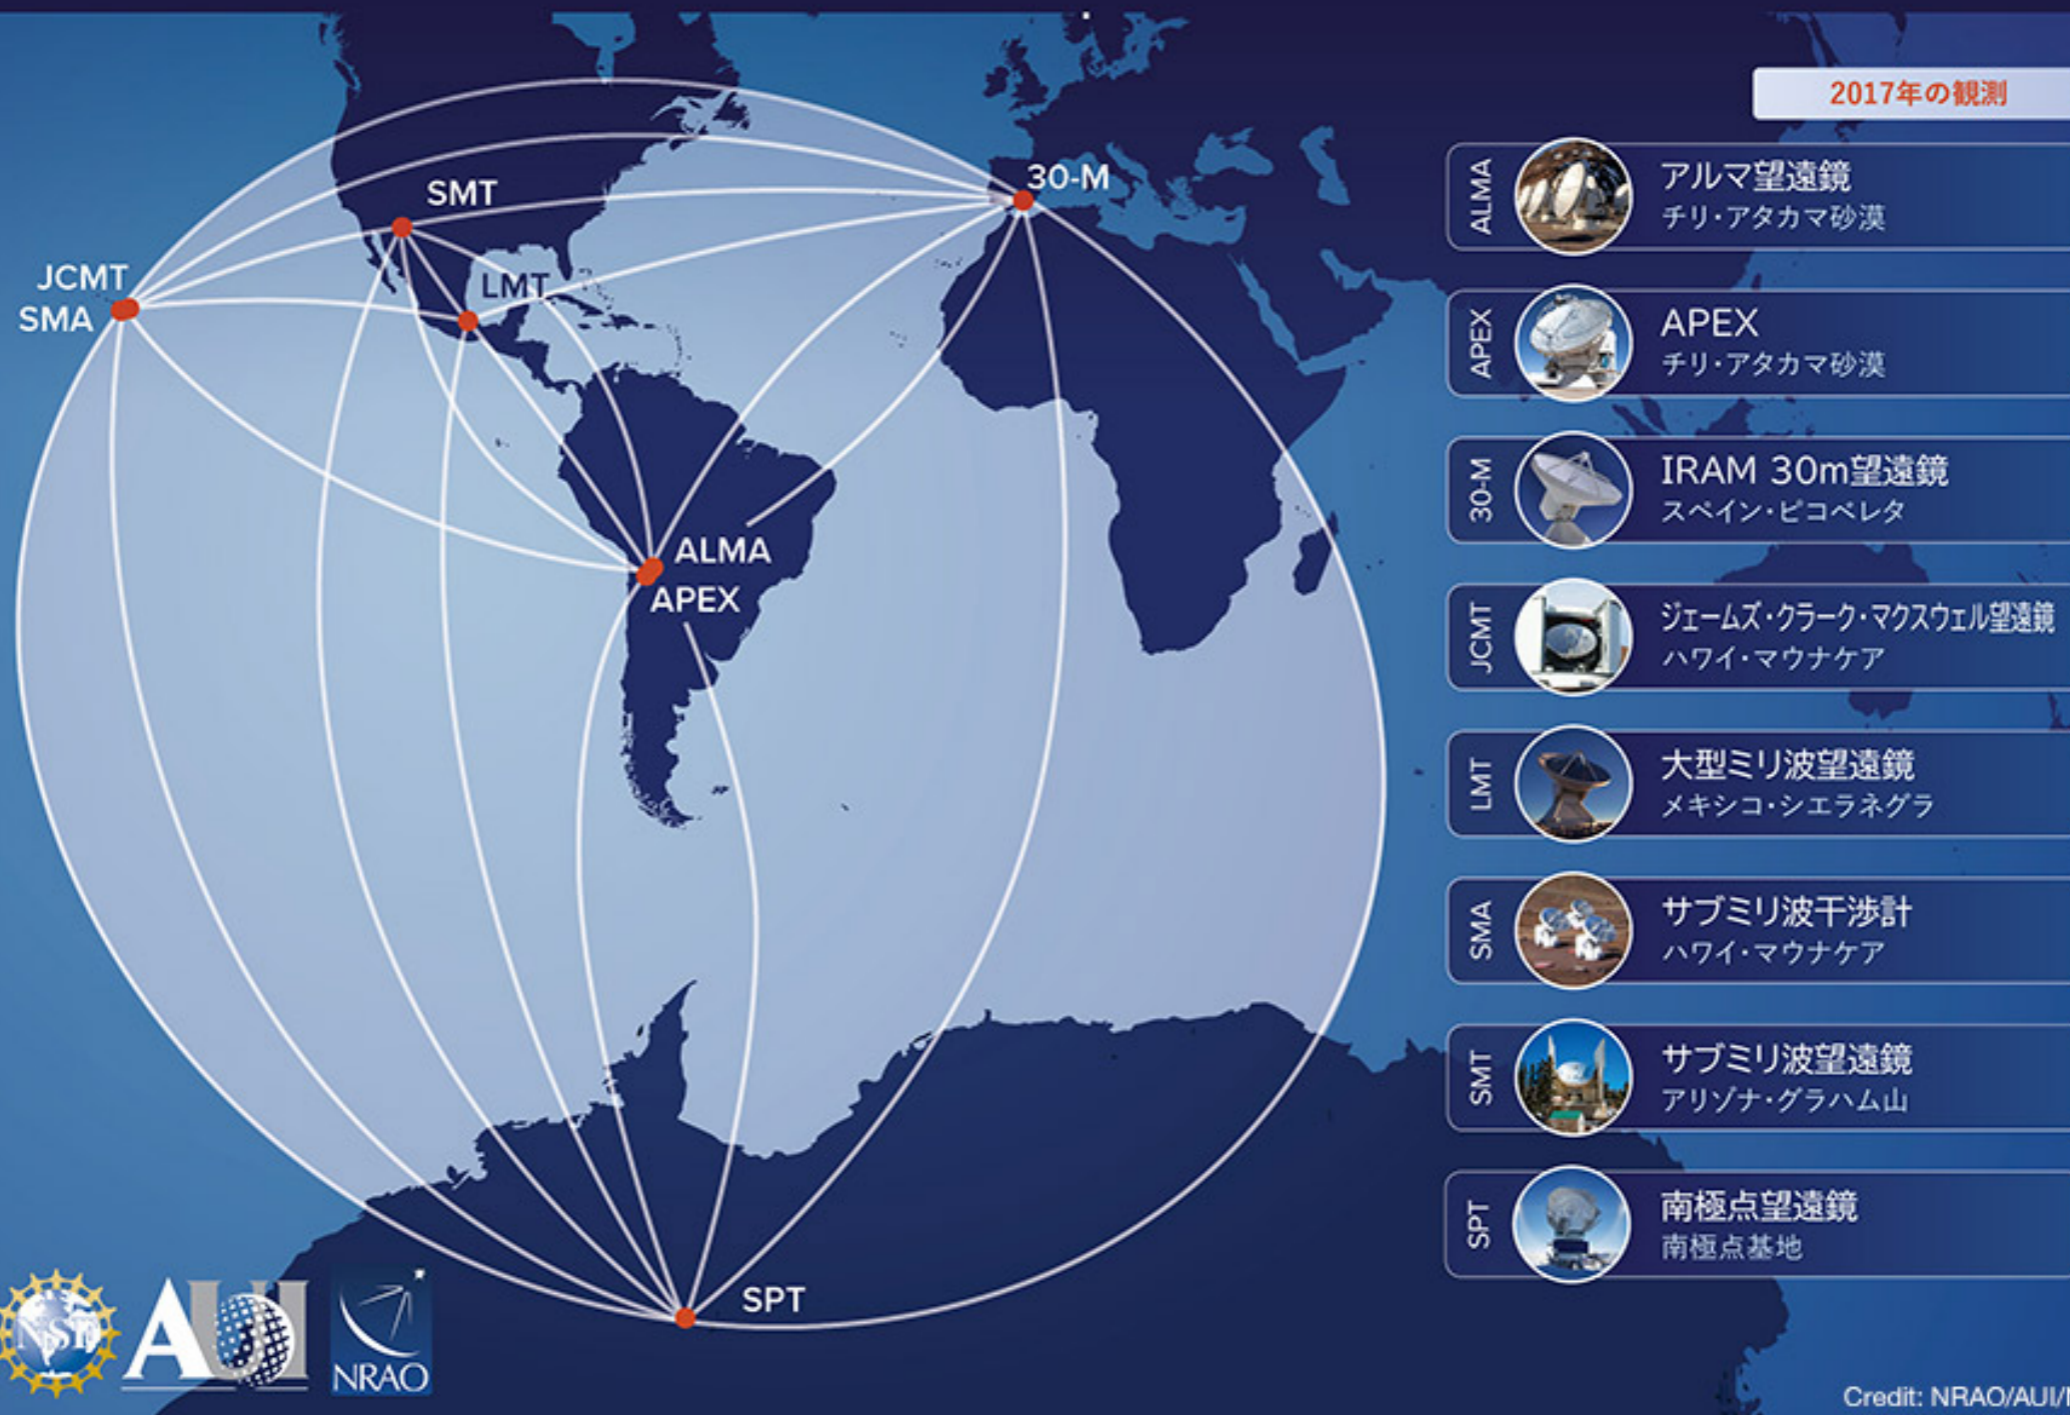 2017年の観測
SMT
30-M
JCMT
SMA
LMT
ALMA
APEX
SPT
ALMA
アルマ望遠鏡
チリ・アタカマ砂漠
APEX
APEX
チリ・アタカマ砂漠
30-M
IRAM 30m望遠鏡
スペイン・ピコベレタ
JCMT
ジェームズ・クラーク・マクスウェル望遠鏡
ハワイ・マウナケア
LMT
大型ミリ波望遠鏡
メキシコ・シエラネグラ
SMA
サブミリ波干渉計
ハワイ・マウナケア
SMT
サブミリ波望遠鏡
アリゾナ・グラハム山
SPT
南極点望遠鏡
南極点基地
NSF
AUI
NRAO
Credit: NRAO/AUI/